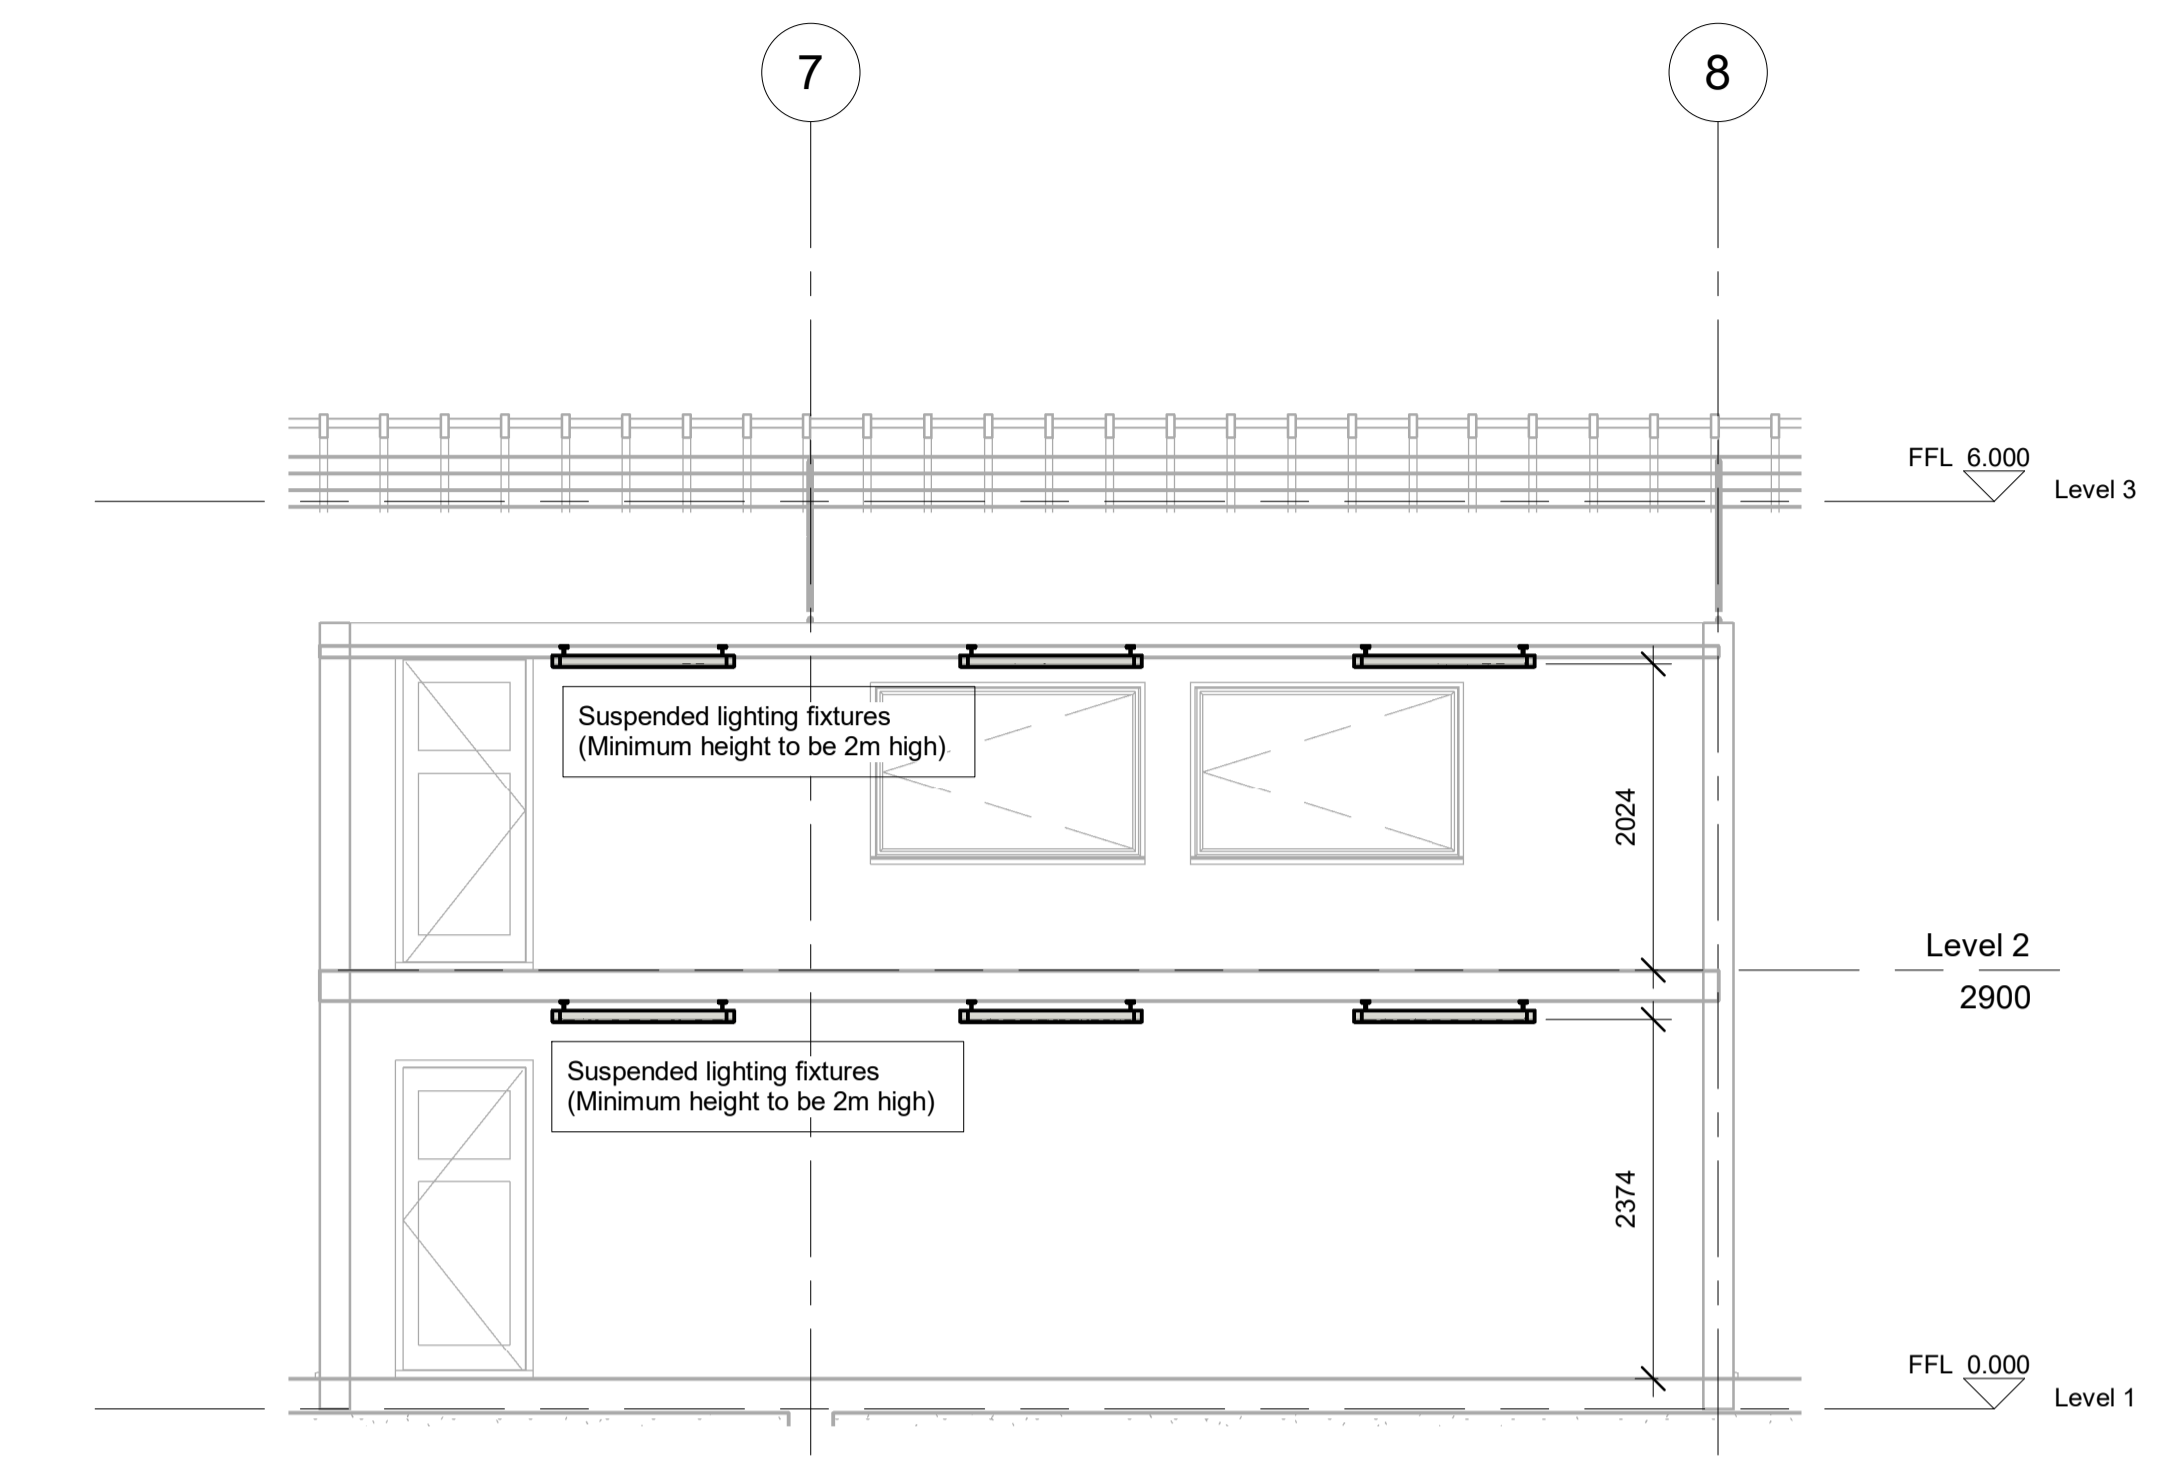 7
8
FFL 6.000
Level 3
Suspended lighting fixtures
(Minimum height to be 2m high)
2024
Level 2
2900
Suspended lighting fixtures
(Minimum height to be 2m high)
2374
FFL 0.000
Level 1